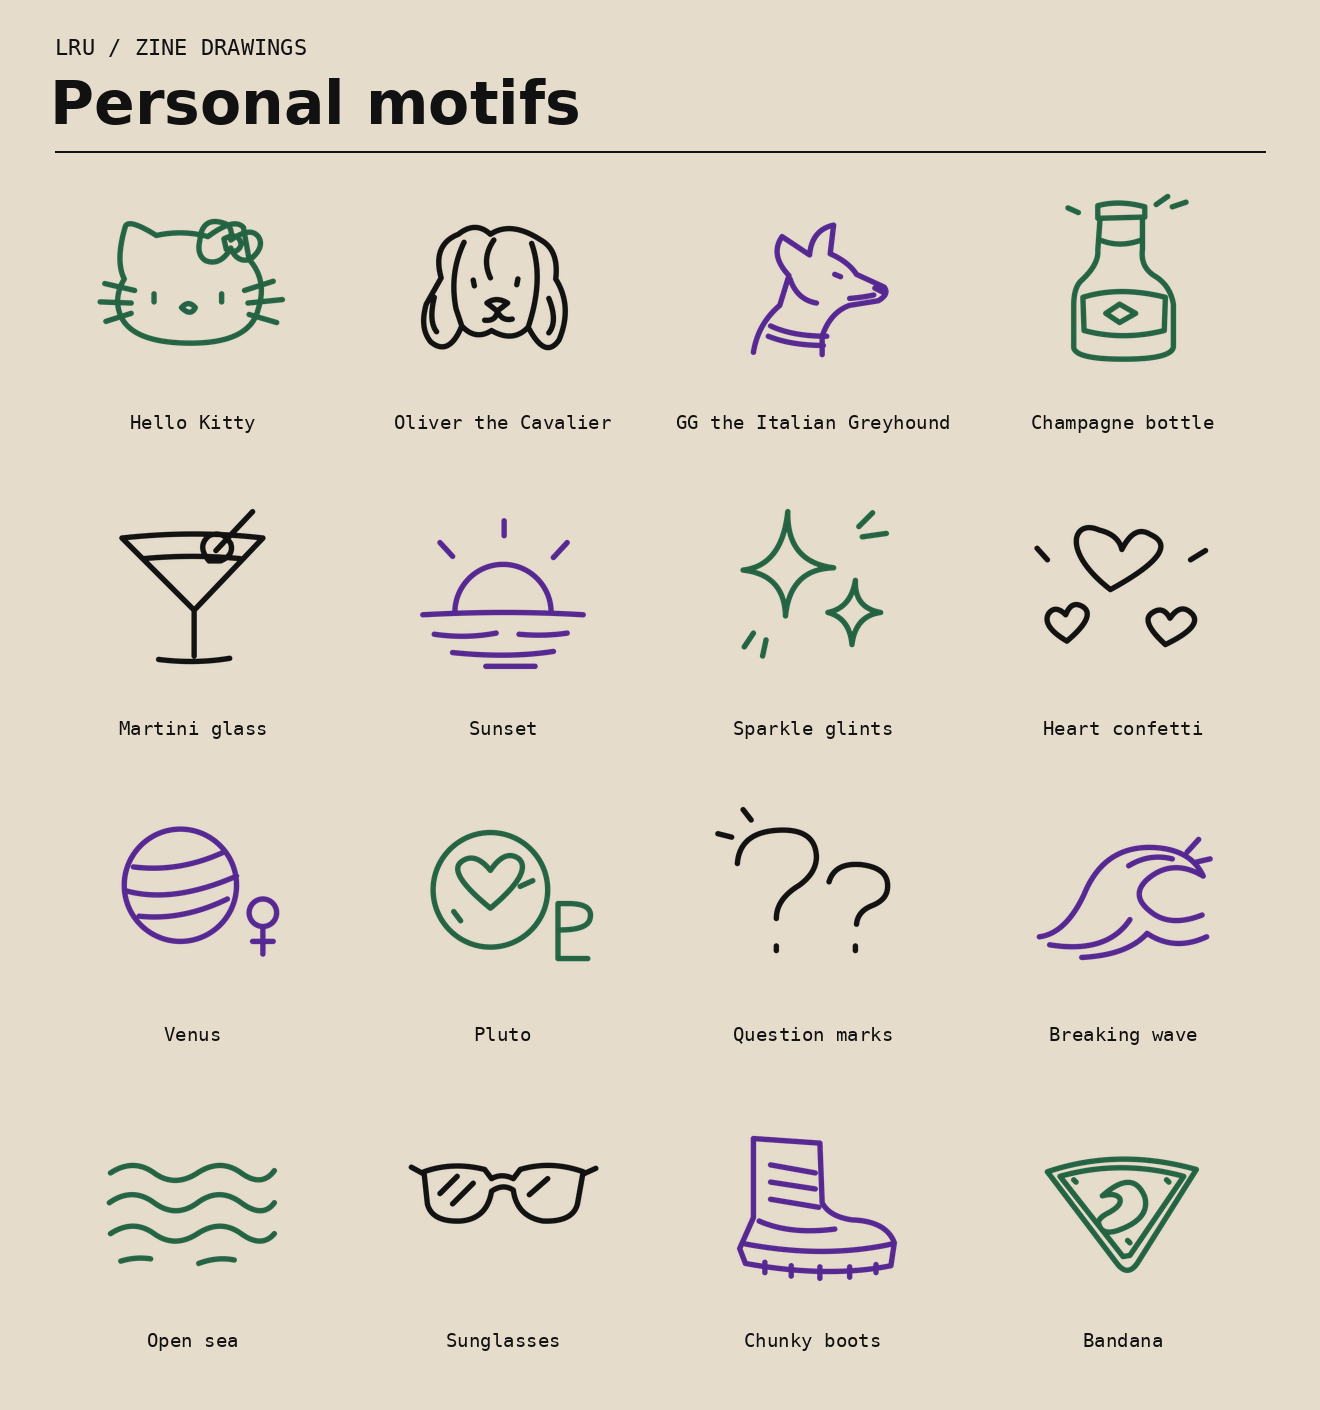 LRU / ZINE DRAWINGS
Personal motifs
Hello Kitty
Oliver the Cavalier
GG the Italian Greyhound
Champagne bottle
Martini glass
Sunset
Sparkle glints
Heart confetti
Venus
Pluto
Question marks
Breaking wave
Open sea
Sunglasses
Chunky boots
Bandana